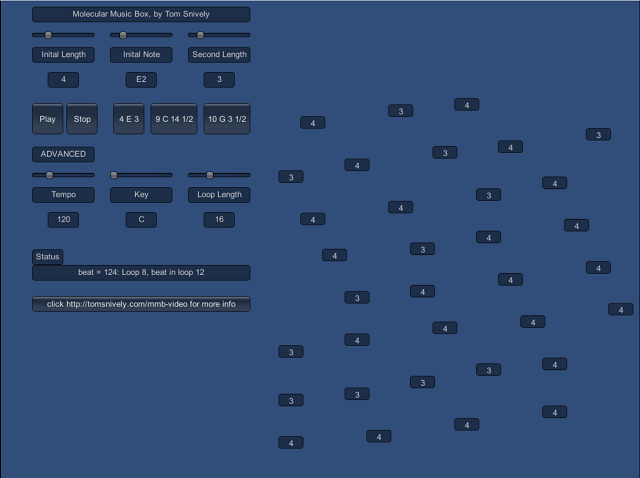 Molecular Music Box, by Tom Snively
Inital Length
Inital Note
Second Length
4
E2
3
Play
Stop
4 E 3
9 C 14 1/2
10 G 3 1/2
ADVANCED
Tempo
Key
Loop Length
120
C
16
Status
beat = 124: Loop 8, beat in loop 12
click http://tomsnively.com/mmb-video for more info
4
3
4
3
4
3
4
3
4
3
4
3
4
3
4
4
3
4
4
3
4
4
4
3
4
4
4
3
4
3
4
3
3
4
3
4
4
4